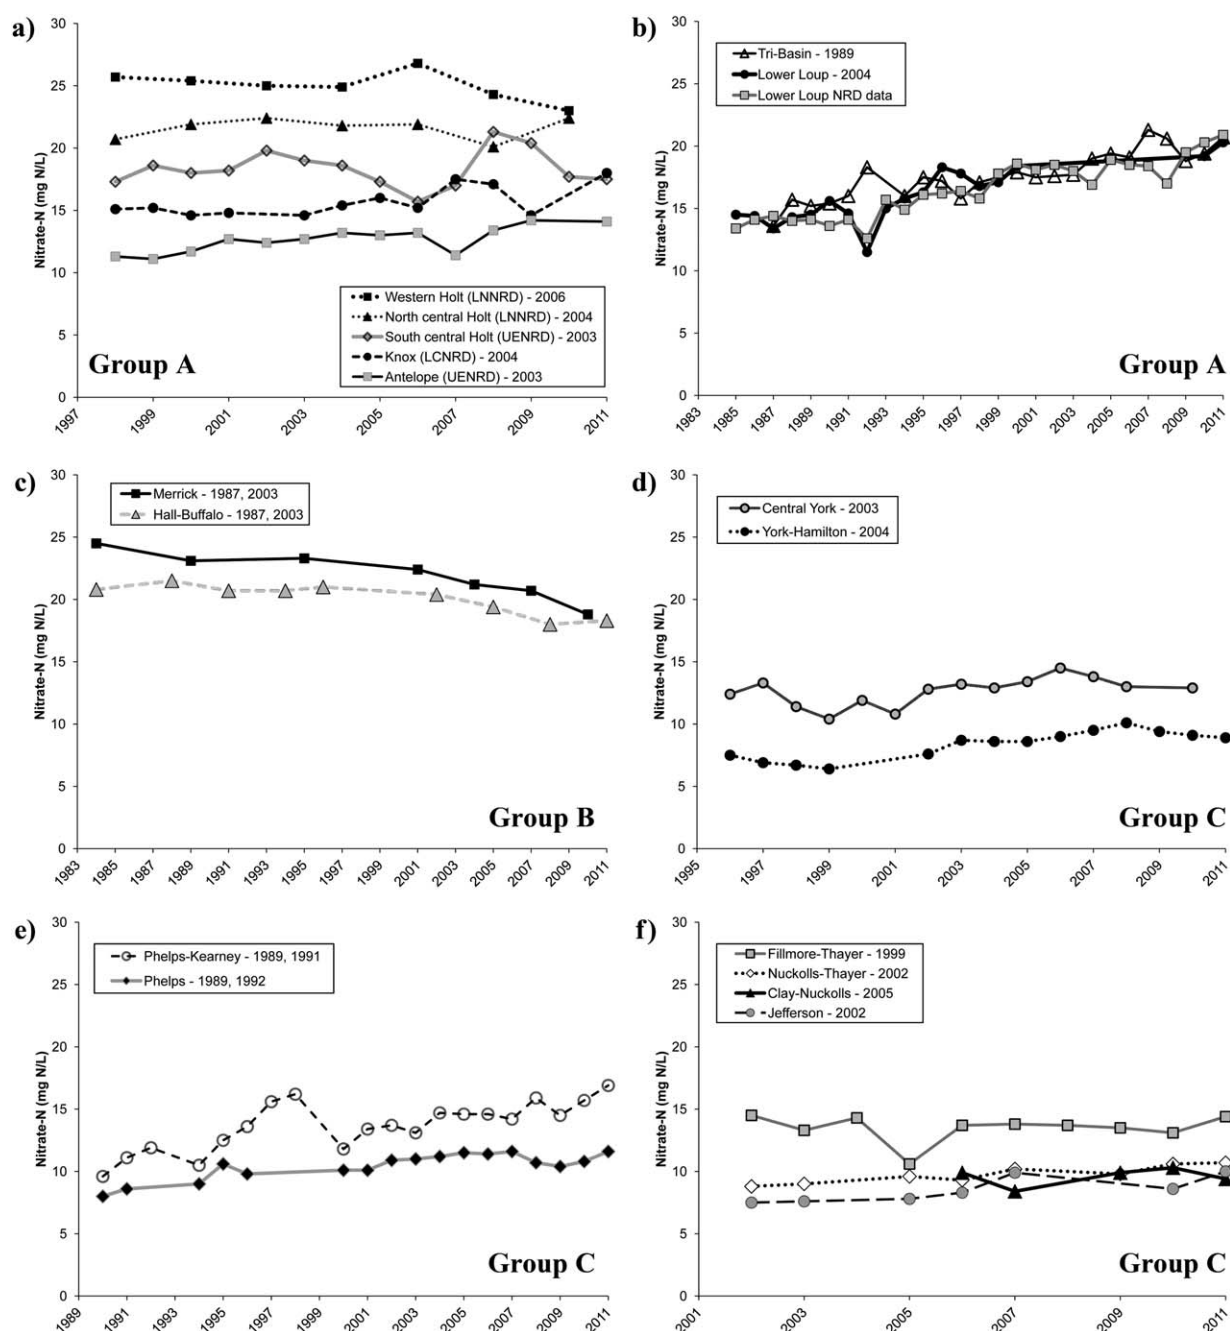 a)
30
25
20
15
10
5
0
Nitrate-N (mg N/L)
Western Holt (LNNRD) - 2006
North central Holt (LNNRD) - 2004
South central Holt (UENRD) - 2003
Knox (LCNRD) - 2004
Antelope (UENRD) - 2003
Group A
1997 1999 2001 2003 2005 2007 2009 2011
b)
30
25
20
15
10
5
0
Nitrate-N (mg N/L)
Tri-Basin - 1989
Lower Loup - 2004
Lower Loup NRD data
Group A
1983 1985 1987 1989 1991 1993 1995 1997 1999 2001 2003 2005 2007 2009 2011
c)
30
25
20
15
10
5
0
Nitrate-N (mg N/L)
Merrick - 1987, 2003
Hall-Buffalo - 1987, 2003
Group B
1983 1985 1987 1989 1991 1993 1995 1997 1999 2001 2003 2005 2007 2009 2011
d)
30
25
20
15
10
5
0
Nitrate-N (mg N/L)
Central York - 2003
York-Hamilton - 2004
Group C
1995 1997 1999 2001 2003 2005 2007 2009 2011
e)
30
25
20
15
10
5
0
Nitrate-N (mg N/L)
Phelps-Kearney - 1989, 1991
Phelps - 1989, 1992
Group C
1989 1991 1993 1995 1997 1999 2001 2003 2005 2007 2009 2011
f)
30
25
20
15
10
5
0
Nitrate-N (mg N/L)
Fillmore-Thayer - 1999
Nuckolls-Thayer - 2002
Clay-Nuckolls - 2005
Jefferson - 2002
Group C
2001 2003 2005 2007 2009 2011